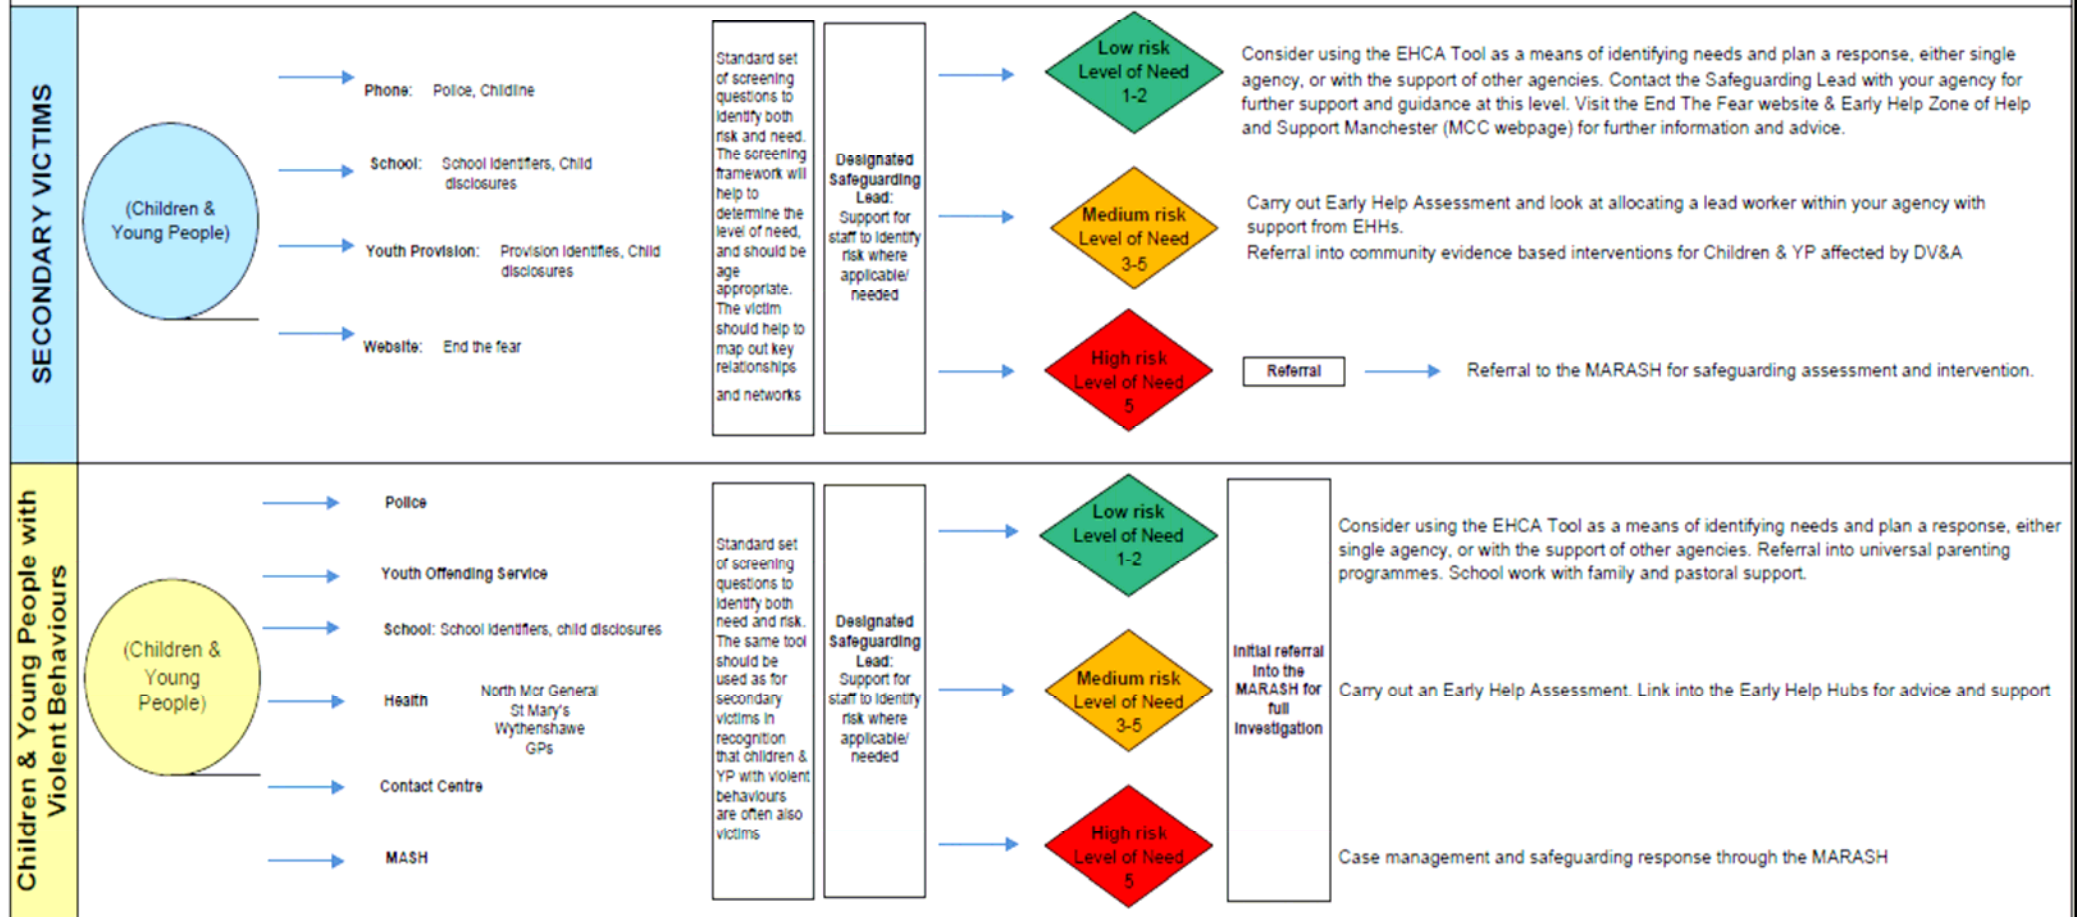 SECONDARY VICTIMS
(Children &
Young People)
Phone: Police, Childline
School: School Identifiers, Child
disclosures
Youth Provision: Provision Identifies, Child
disclosures
Website: End the fear
Standard set
of screening
questions to
identify both
risk and need.
The screening
framework will
help to
determine the
level of need,
and should be
age
appropriate.
The victim
should help to
map out key
relationships
and networks
Designated
Safeguarding
Lead:
Support for
staff to identify
risk where
applicable/
needed
Low risk
Level of Need
1-2
Consider using the EHCA Tool as a means of identifying needs and plan a response, either single
agency, or with the support of other agencies. Contact the Safeguarding Lead with your agency for
further support and guidance at this level. Visit the End The Fear website & Early Help Zone of Help
and Support Manchester (MCC webpage) for further information and advice.
Medium risk
Level of Need
3-5
Carry out Early Help Assessment and look at allocating a lead worker within your agency with
support from EHHs.
Referral into community evidence based interventions for Children & YP affected by DV&A
High risk
Level of Need
5
Referral
Referral to the MARASH for safeguarding assessment and intervention.
Children & Young People with
Violent Behaviours
(Children &
Young
People)
Police
Youth Offending Service
School: School Identifiers, child disclosures
Health
North Mcr General
St Mary's
Wythenshawe
GPs
Contact Centre
MASH
Standard set
of screening
questions to
identify both
need and risk.
The same tool
should be
used as for
secondary
victims in
recognition
that children &
YP with violent
behaviours
are often also
victims
Designated
Safeguarding
Lead:
Support for
staff to identify
risk where
applicable/
needed
Low risk
Level of Need
1-2
Medium risk
Level of Need
3-5
High risk
Level of Need
5
Initial referral
into the
MARASH for
full
investigation
Consider using the EHCA Tool as a means of identifying needs and plan a response, either
single agency, or with the support of other agencies. Referral into universal parenting
programmes. School work with family and pastoral support.
Carry out an Early Help Assessment. Link into the Early Help Hubs for advice and support
Case management and safeguarding response through the MARASH